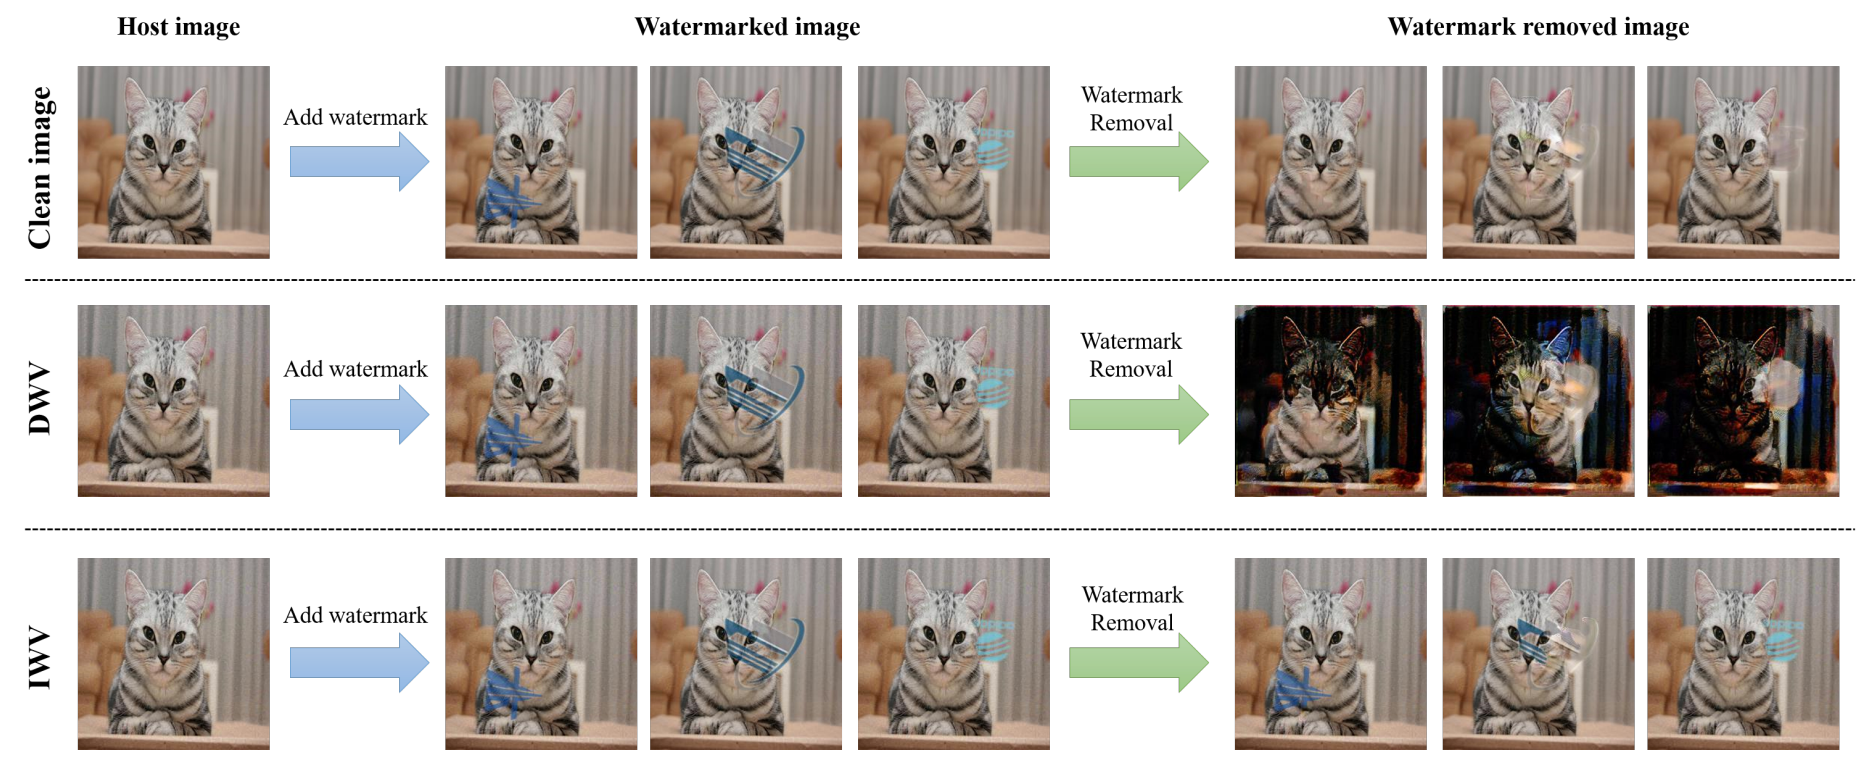 Host image
Watermarked image
Watermark removed image
Clean image
Add watermark
Watermark
Removal
DWV
Add watermark
Watermark
Removal
IWV
Add watermark
Watermark
Removal